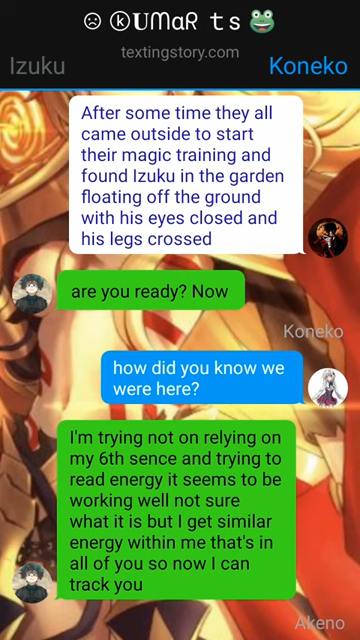 ☹ ⓚUMAR ts 🐸
textingstory.com
Izuku
Koneko
After some time they all
came outside to start
their magic training and
found Izuku in the garden
floating off the ground
with his eyes closed and
his legs crossed
are you ready? Now
Koneko
how did you know we
were here?
I'm trying not on relying on
my 6th sence and trying to
read energy it seems to be
working well not sure
what it is but I get similar
energy within me that's in
all of you so now I can
track you
Akeno